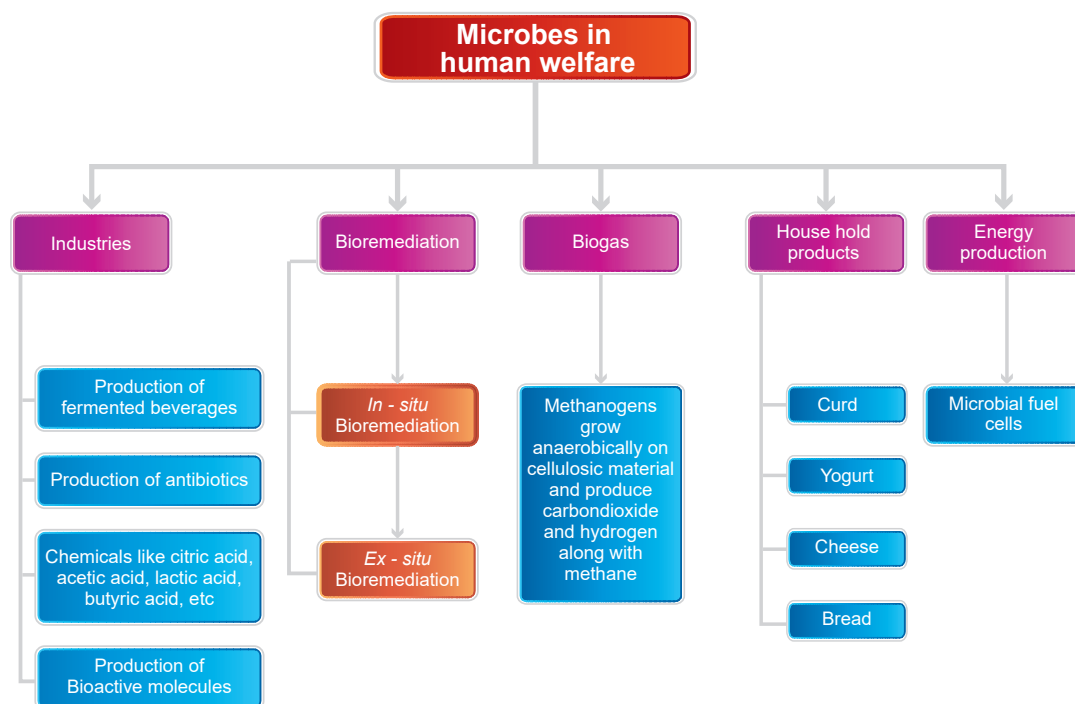 Microbes in
human welfare
Industries
Bioremediation
Biogas
House hold
products
Energy
production
Production of
fermented beverages
Production of antibiotics
Chemicals like citric acid,
acetic acid, lactic acid,
butyric acid, etc
Production of
Bioactive molecules
In - situ
Bioremediation
Ex - situ
Bioremediation
Methanogens
grow
anaerobically on
cellulosic material
and produce
carbondioxide
and hydrogen
along with
methane
Curd
Yogurt
Cheese
Bread
Microbial fuel
cells